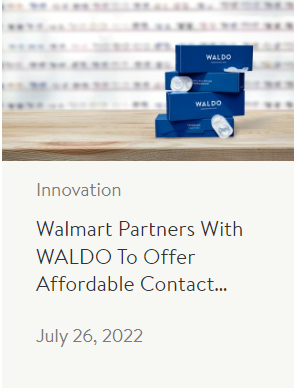 WALDO
WALDO
Innovation
Walmart Partners With
WALDO To Offer
Affordable Contact...
July 26, 2022